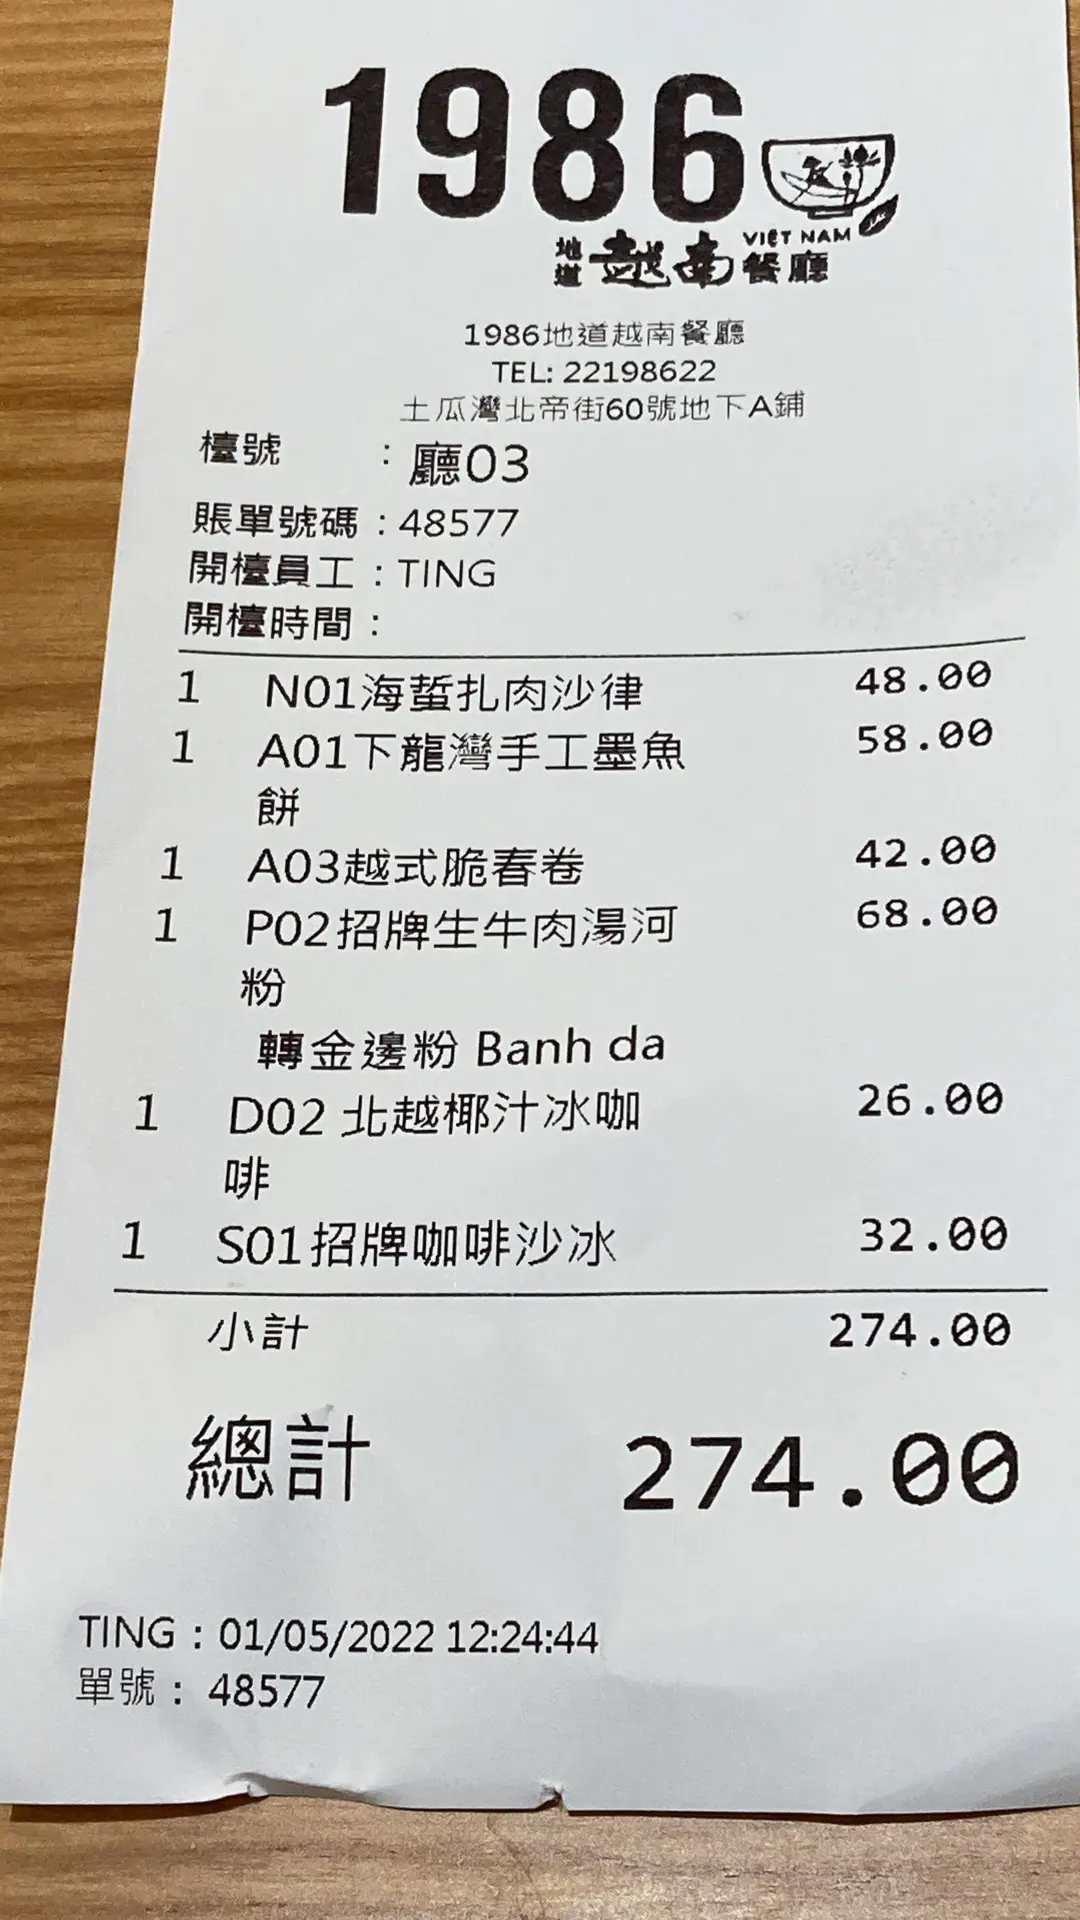 1986
VIỆT NAM
地道越南餐廳
1986地道越南餐廳
TEL: 22198622
土瓜灣北帝街60號地下A鋪
檯號 : 廳03
賬單號碼 : 48577
開檯員工 : TING
開檯時間 :
1 N01海蜇扎肉沙律 48.00
1 A01下龍灣手工墨魚 58.00
餅
1 A03越式脆春卷 42.00
1 P02招牌生牛肉湯河 68.00
粉
轉金邊粉 Banh da
1 D02 北越椰汁冰咖 26.00
啡
1 S01招牌咖啡沙冰 32.00
小計 274.00
總計 274.00
TING : 01/05/2022 12:24:44
單號 : 48577